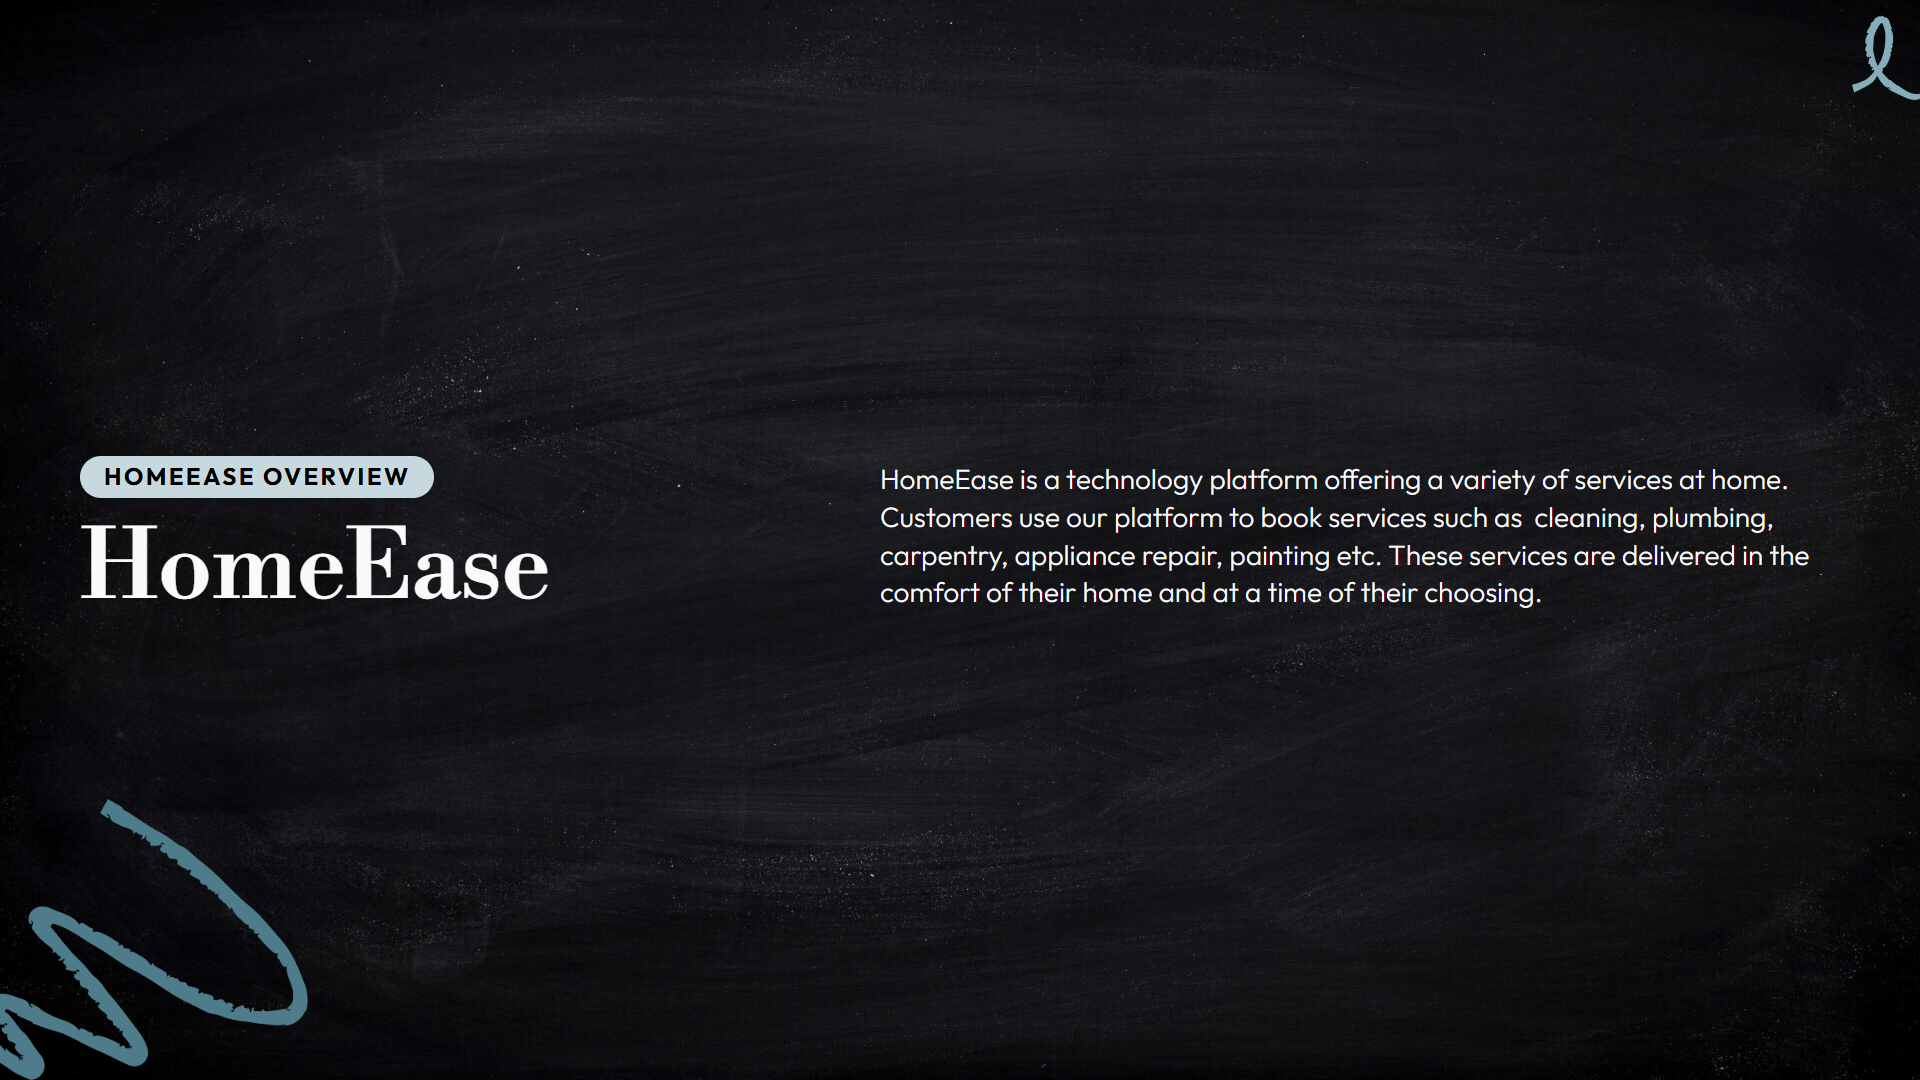 HOMEEASE OVERVIEW
HomeEase
HomeEase is a technology platform offering a variety of services at home.
Customers use our platform to book services such as  cleaning, plumbing,
carpentry, appliance repair, painting etc. These services are delivered in the
comfort of their home and at a time of their choosing.